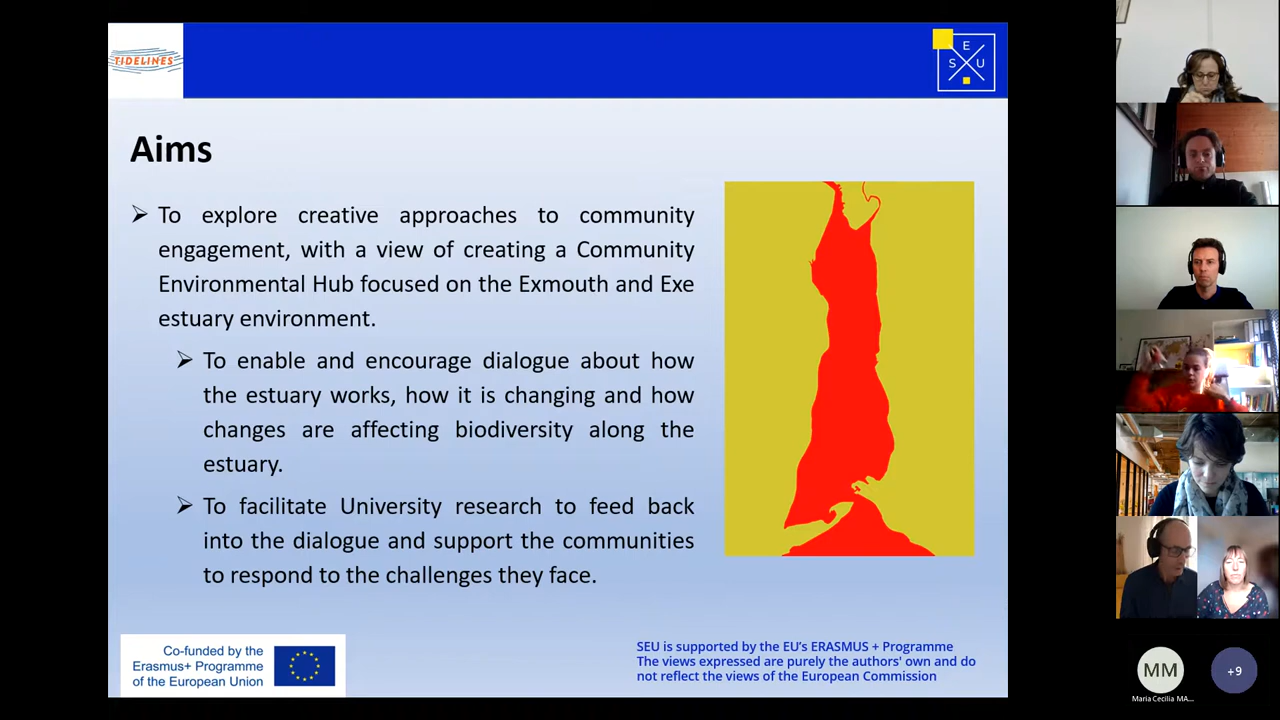 TIDELINES
E
S U
Aims
To explore creative approaches to community
engagement, with a view of creating a Community
Environmental Hub focused on the Exmouth and Exe
estuary environment.
To enable and encourage dialogue about how
the estuary works, how it is changing and how
changes are affecting biodiversity along the
estuary.
To facilitate University research to feed back
into the dialogue and support the communities
to respond to the challenges they face.
Co-funded by the
Erasmus+ Programme
of the European Union
SEU is supported by the EU's ERASMUS + Programme
The views expressed are purely the authors' own and do
not reflect the views of the European Commission
MM
+9
Maria Cecilia MA...